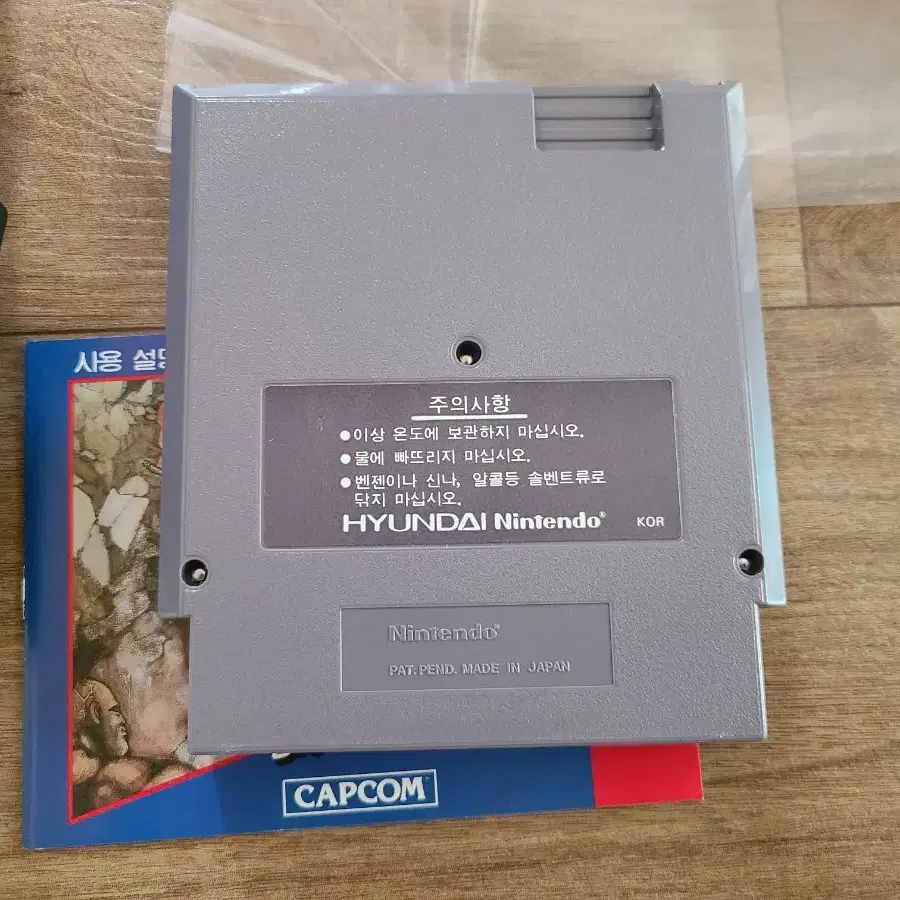 사용 설명
주의사항
●이상 온도에 보관하지 마십시오.
●물에 빠뜨리지 마십시오.
●벤젠이나 신나, 알콜등 솔벤트류로
닦지 마십시오.
HYUNDAI Nintendo®
KOR
Nintendo®
PAT. PEND. MADE IN JAPAN
CAPCOM